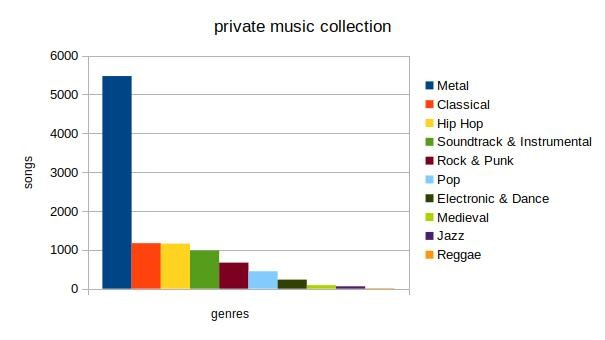 private music collection
6000
5000
4000
3000
2000
1000
0
songs
genres
Metal
Classical
Hip Hop
Soundtrack & Instrumental
Rock & Punk
Pop
Electronic & Dance
Medieval
Jazz
Reggae